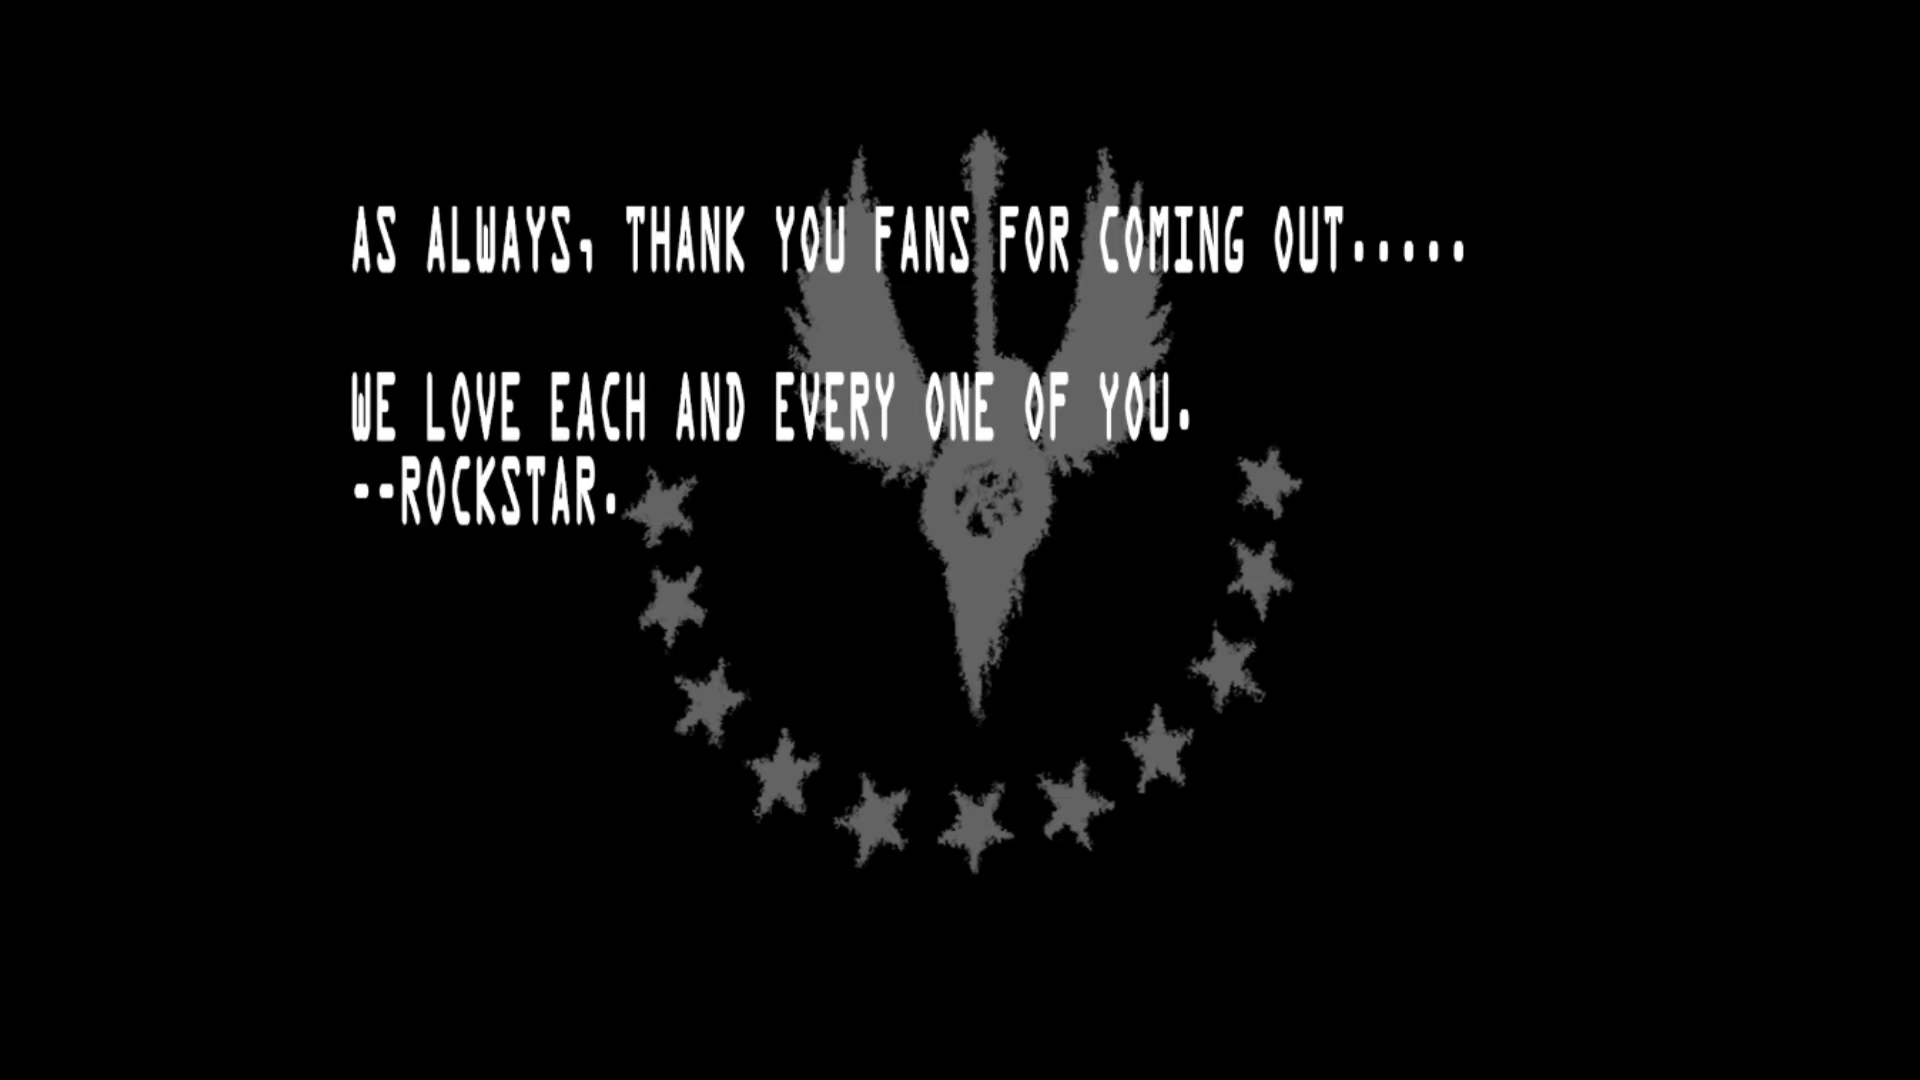 AS ALWAYS, THANK YOU FANS FOR COMING OUT.....
WE LOVE EACH AND EVERY ONE OF YOU.
--ROCKSTAR.